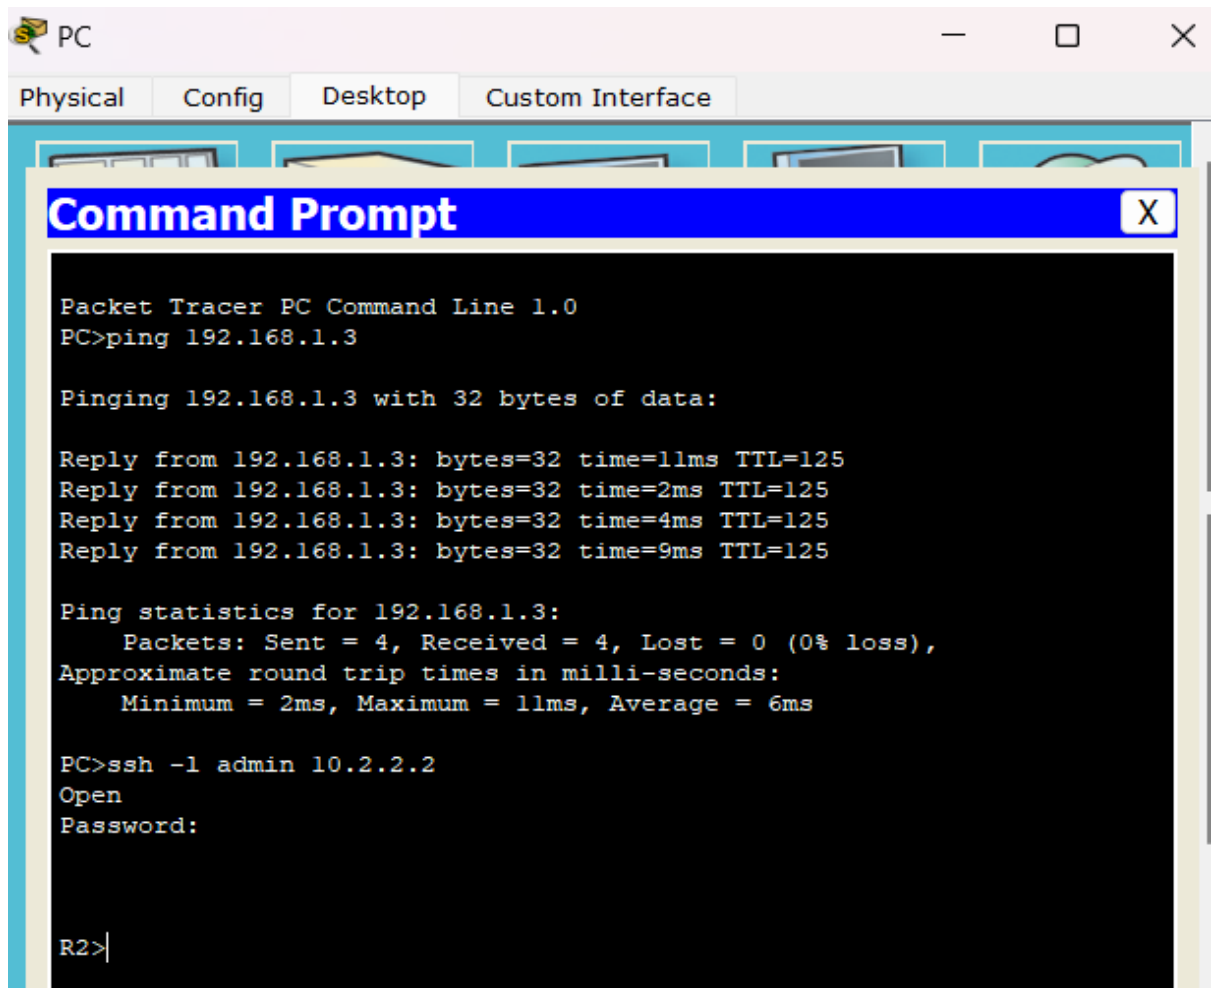 PC
Physical Config Desktop Custom Interface
Command Prompt X
Packet Tracer PC Command Line 1.0
PC>ping 192.168.1.3
Pinging 192.168.1.3 with 32 bytes of data:
Reply from 192.168.1.3: bytes=32 time=11ms TTL=125
Reply from 192.168.1.3: bytes=32 time=2ms TTL=125
Reply from 192.168.1.3: bytes=32 time=4ms TTL=125
Reply from 192.168.1.3: bytes=32 time=9ms TTL=125
Ping statistics for 192.168.1.3:
    Packets: Sent = 4, Received = 4, Lost = 0 (0% loss),
Approximate round trip times in milli-seconds:
    Minimum = 2ms, Maximum = 11ms, Average = 6ms
PC>ssh -l admin 10.2.2.2
Open
Password:
R2>